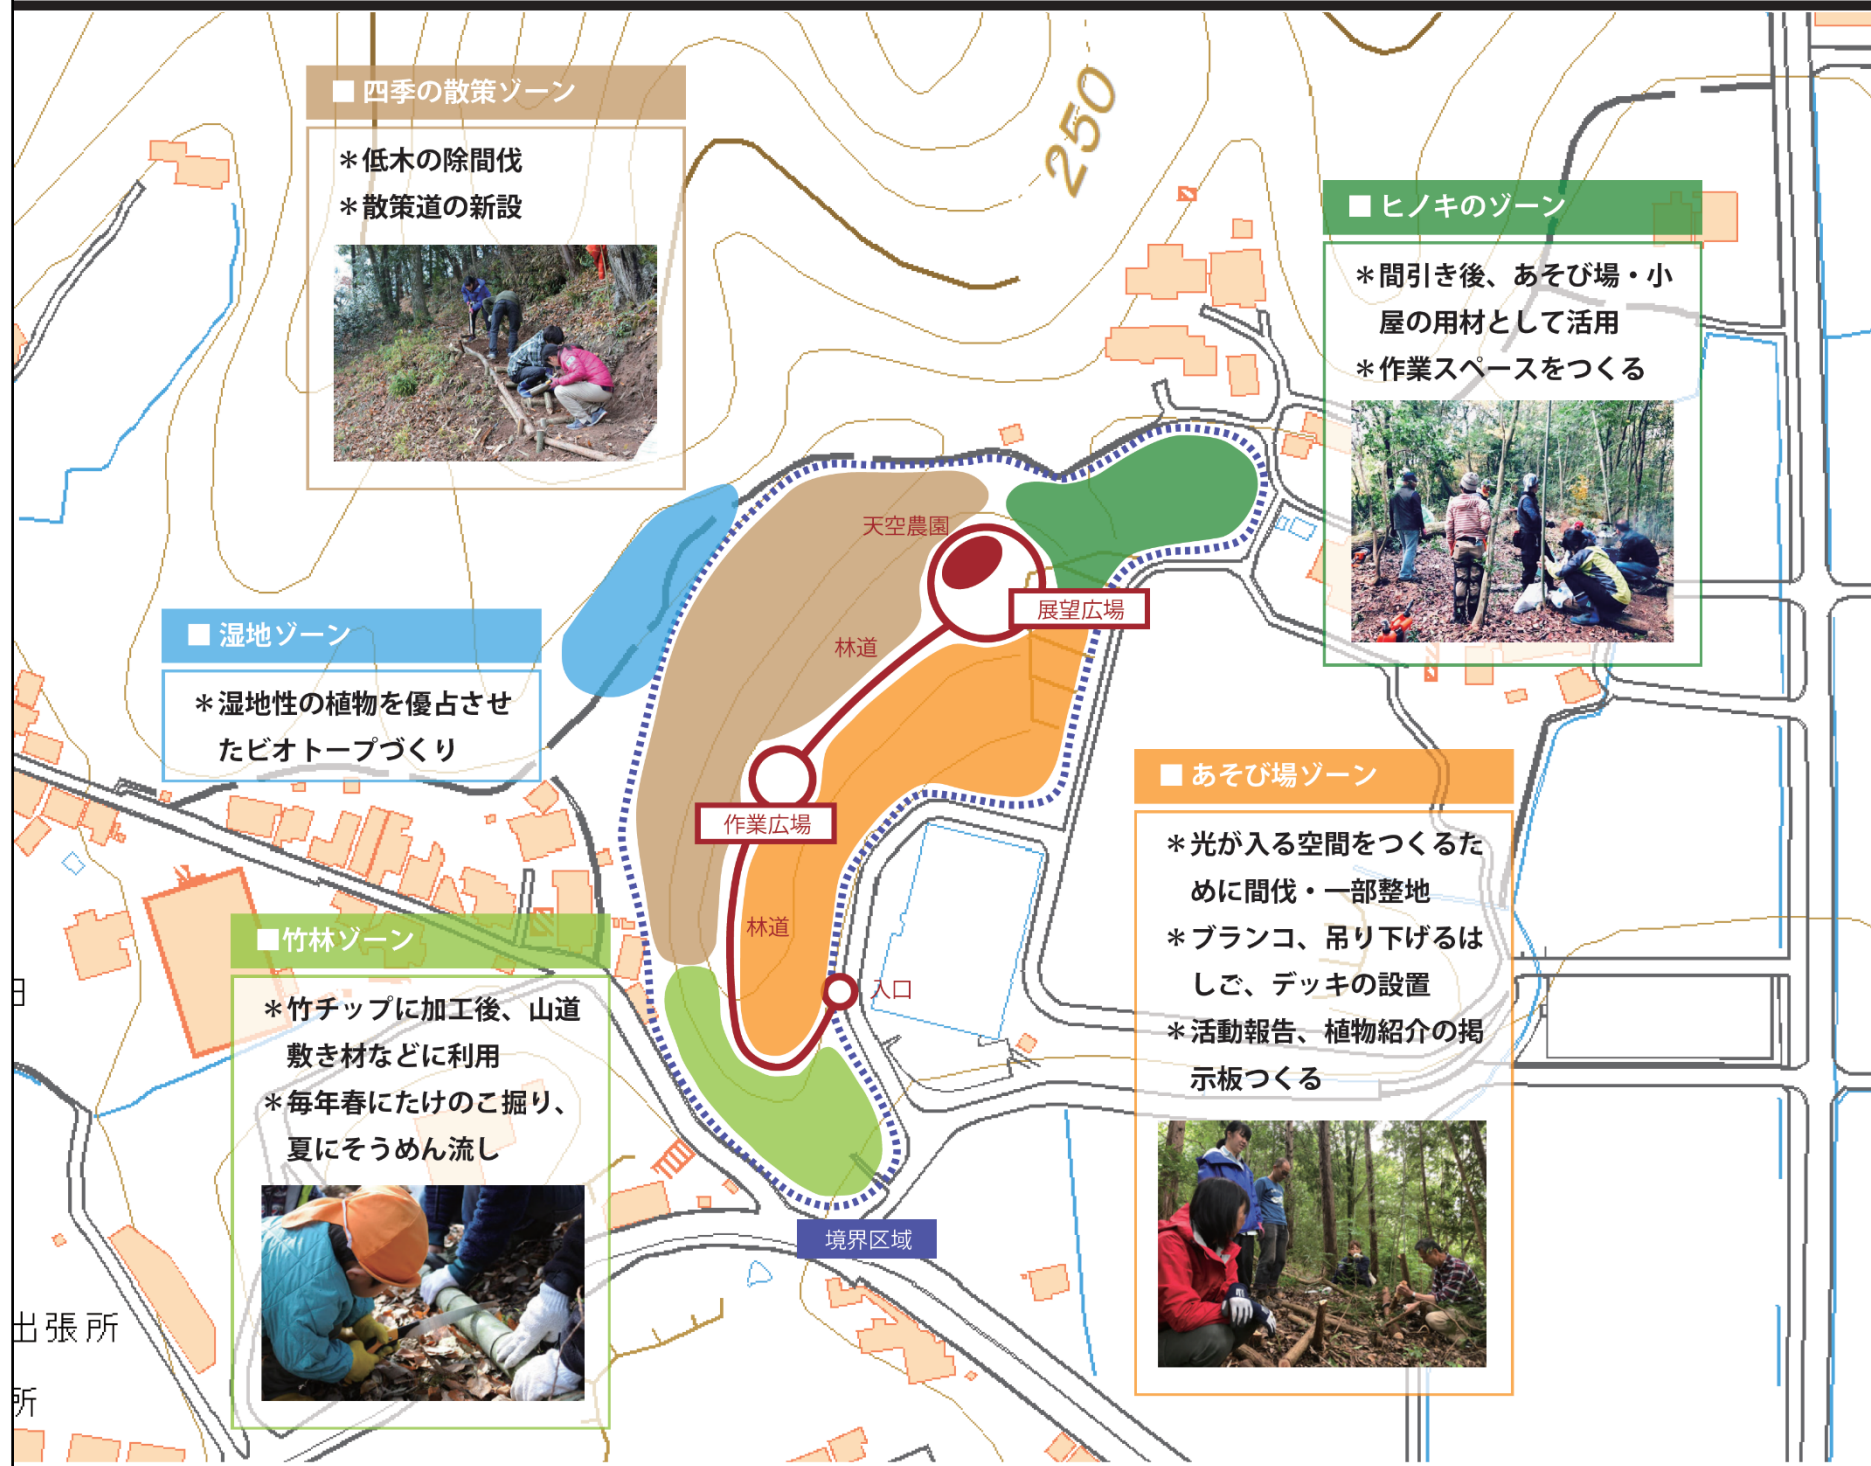 ■ 四季の散策ゾーン
＊低木の除間伐
＊散策道の新設
250
■ ヒノキのゾーン
＊間引き後、あそび場・小
屋の用材として活用
＊作業スペースをつくる
天空農園
展望広場
林道
■ 湿地ゾーン
＊湿地性の植物を優占させ
たビオトープづくり
作業広場
林道
入口
■ あそび場ゾーン
＊光が入る空間をつくるた
めに間伐・一部整地
＊ブランコ、吊り下げるは
しご、デッキの設置
＊活動報告、植物紹介の掲
示板つくる
■竹林ゾーン
＊竹チップに加工後、山道
敷き材などに利用
＊毎年春にたけのこ掘り、
夏にそうめん流し
境界区域
出張所
所